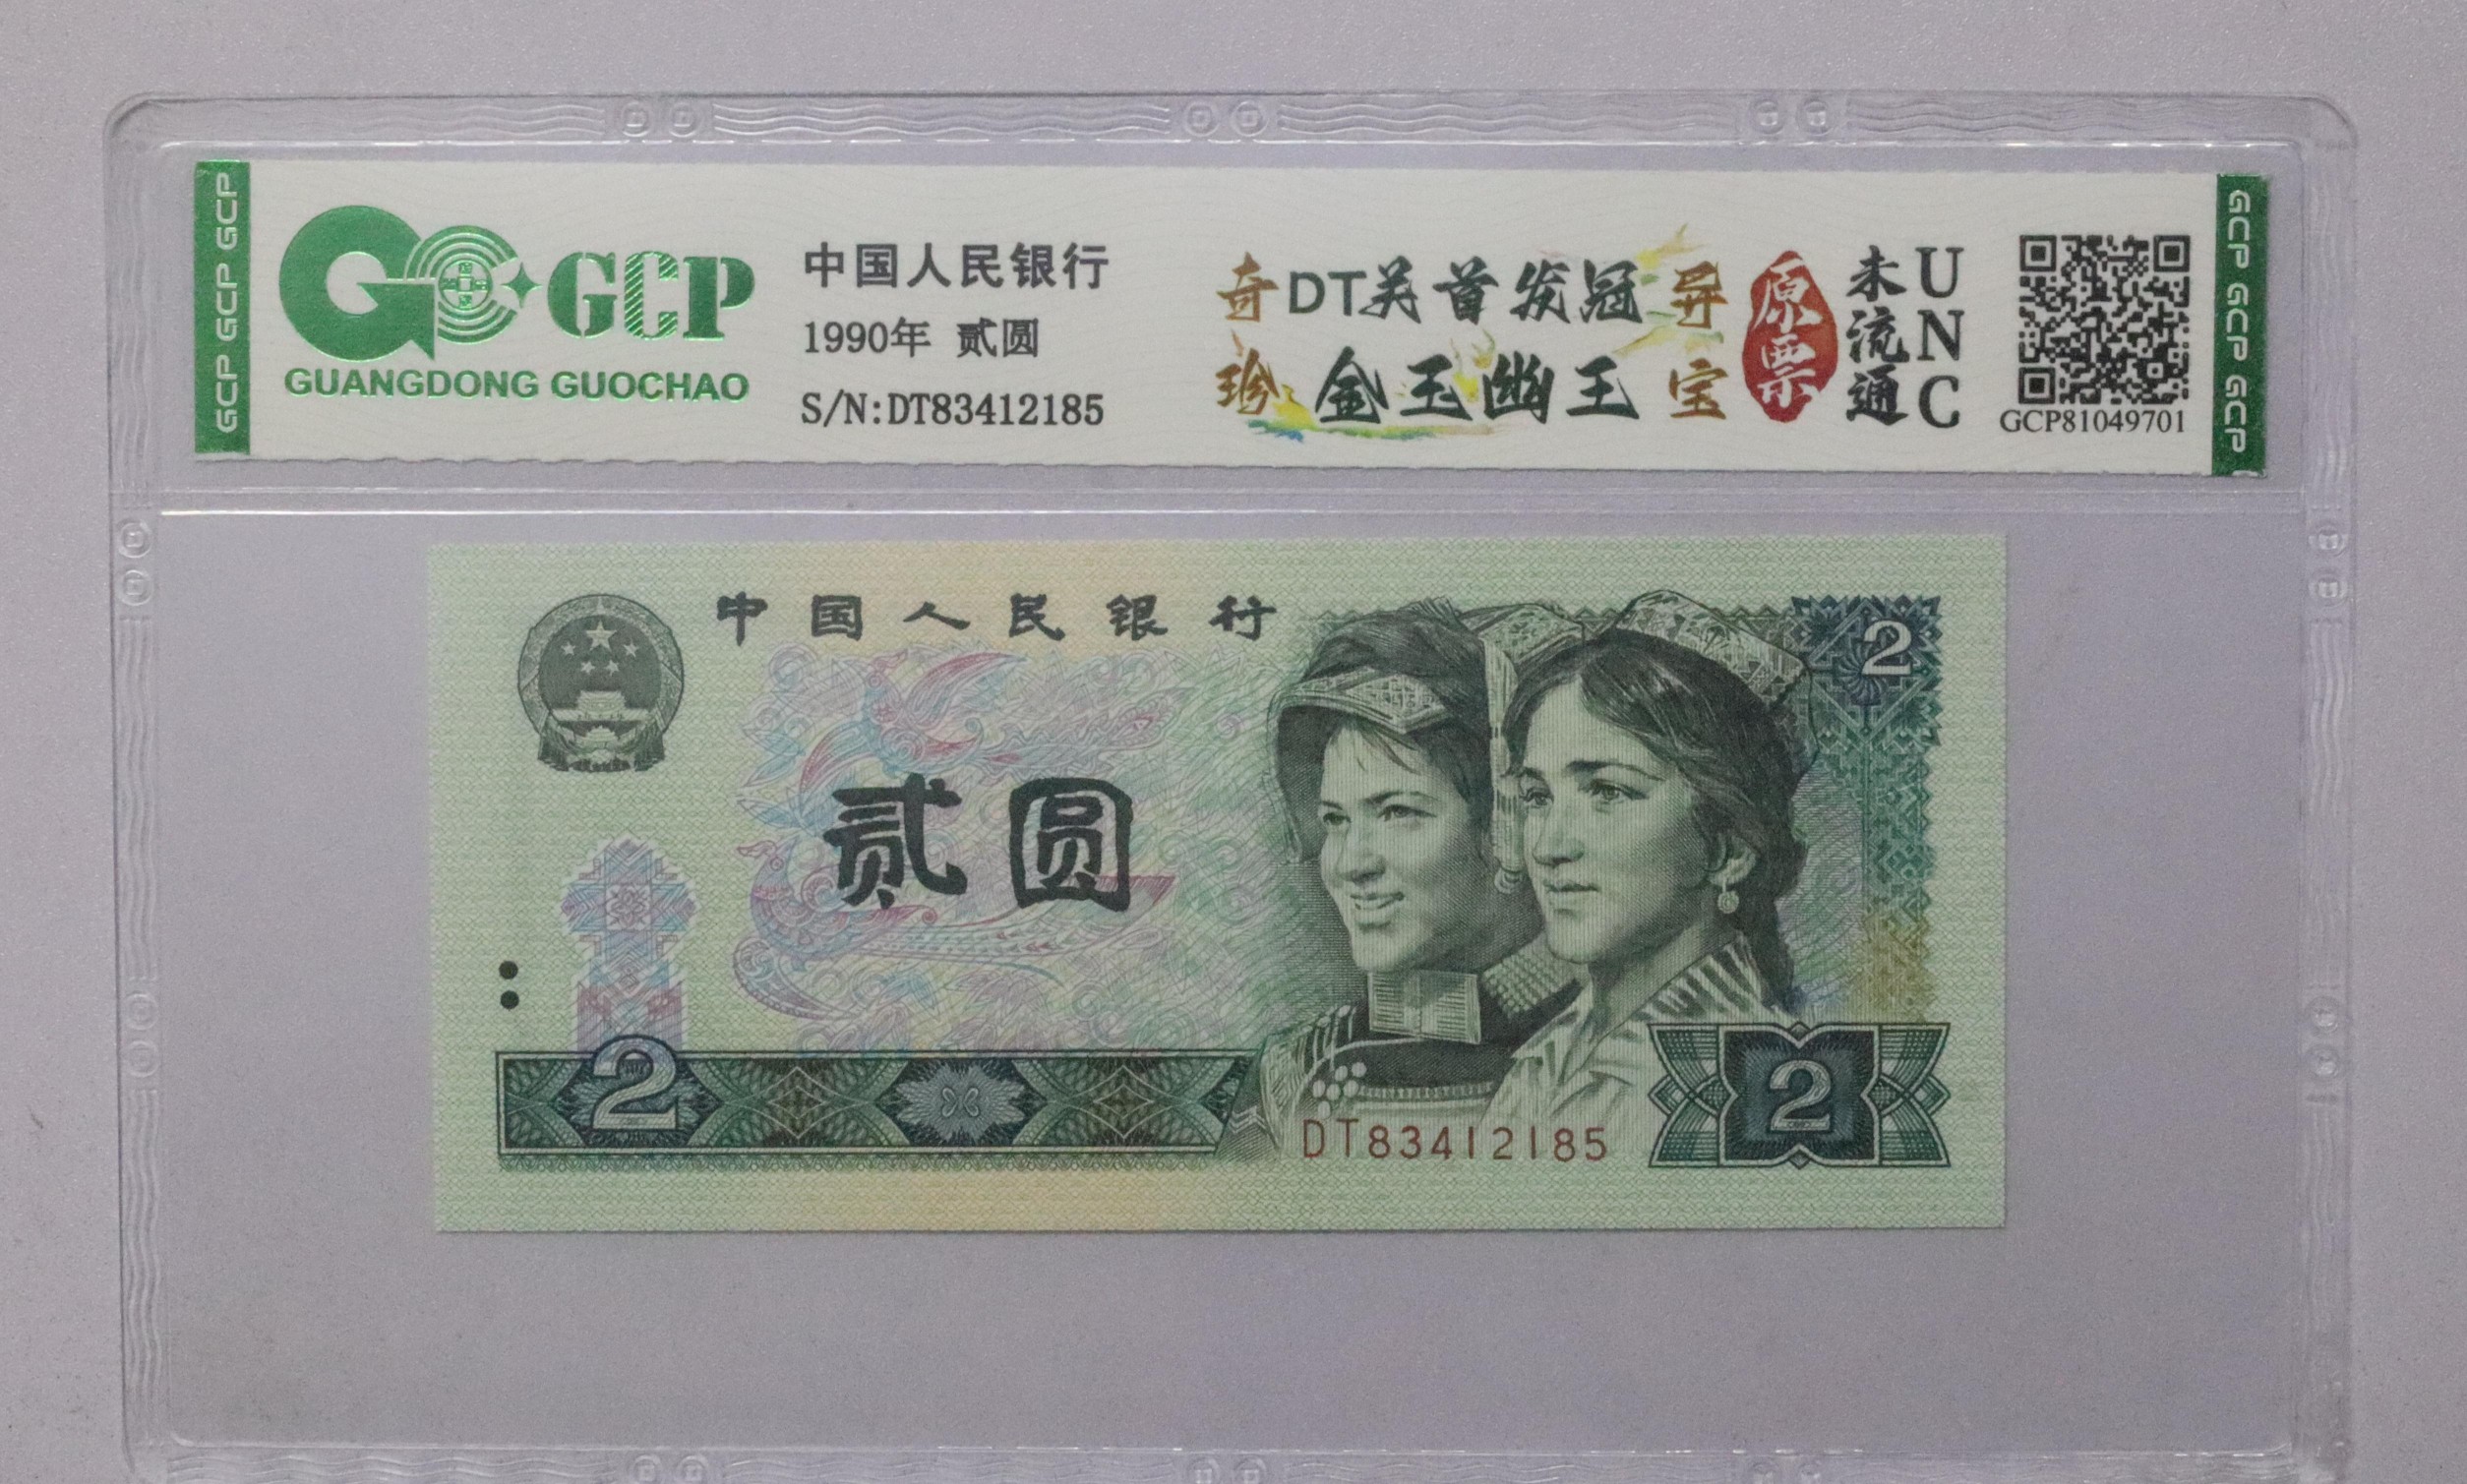 GCP GCP GCP
GCP
GUANGDONG GUOCHAO
中国人民银行
1990年 贰圆
S/N:DT83412185
奇珍
DT关首发冠
金玉幽王
异宝
原票
未流通
UNC
GCP81049701
GCP GCP GCP
中国人民银行
2
贰圆
2
DT83412185
2